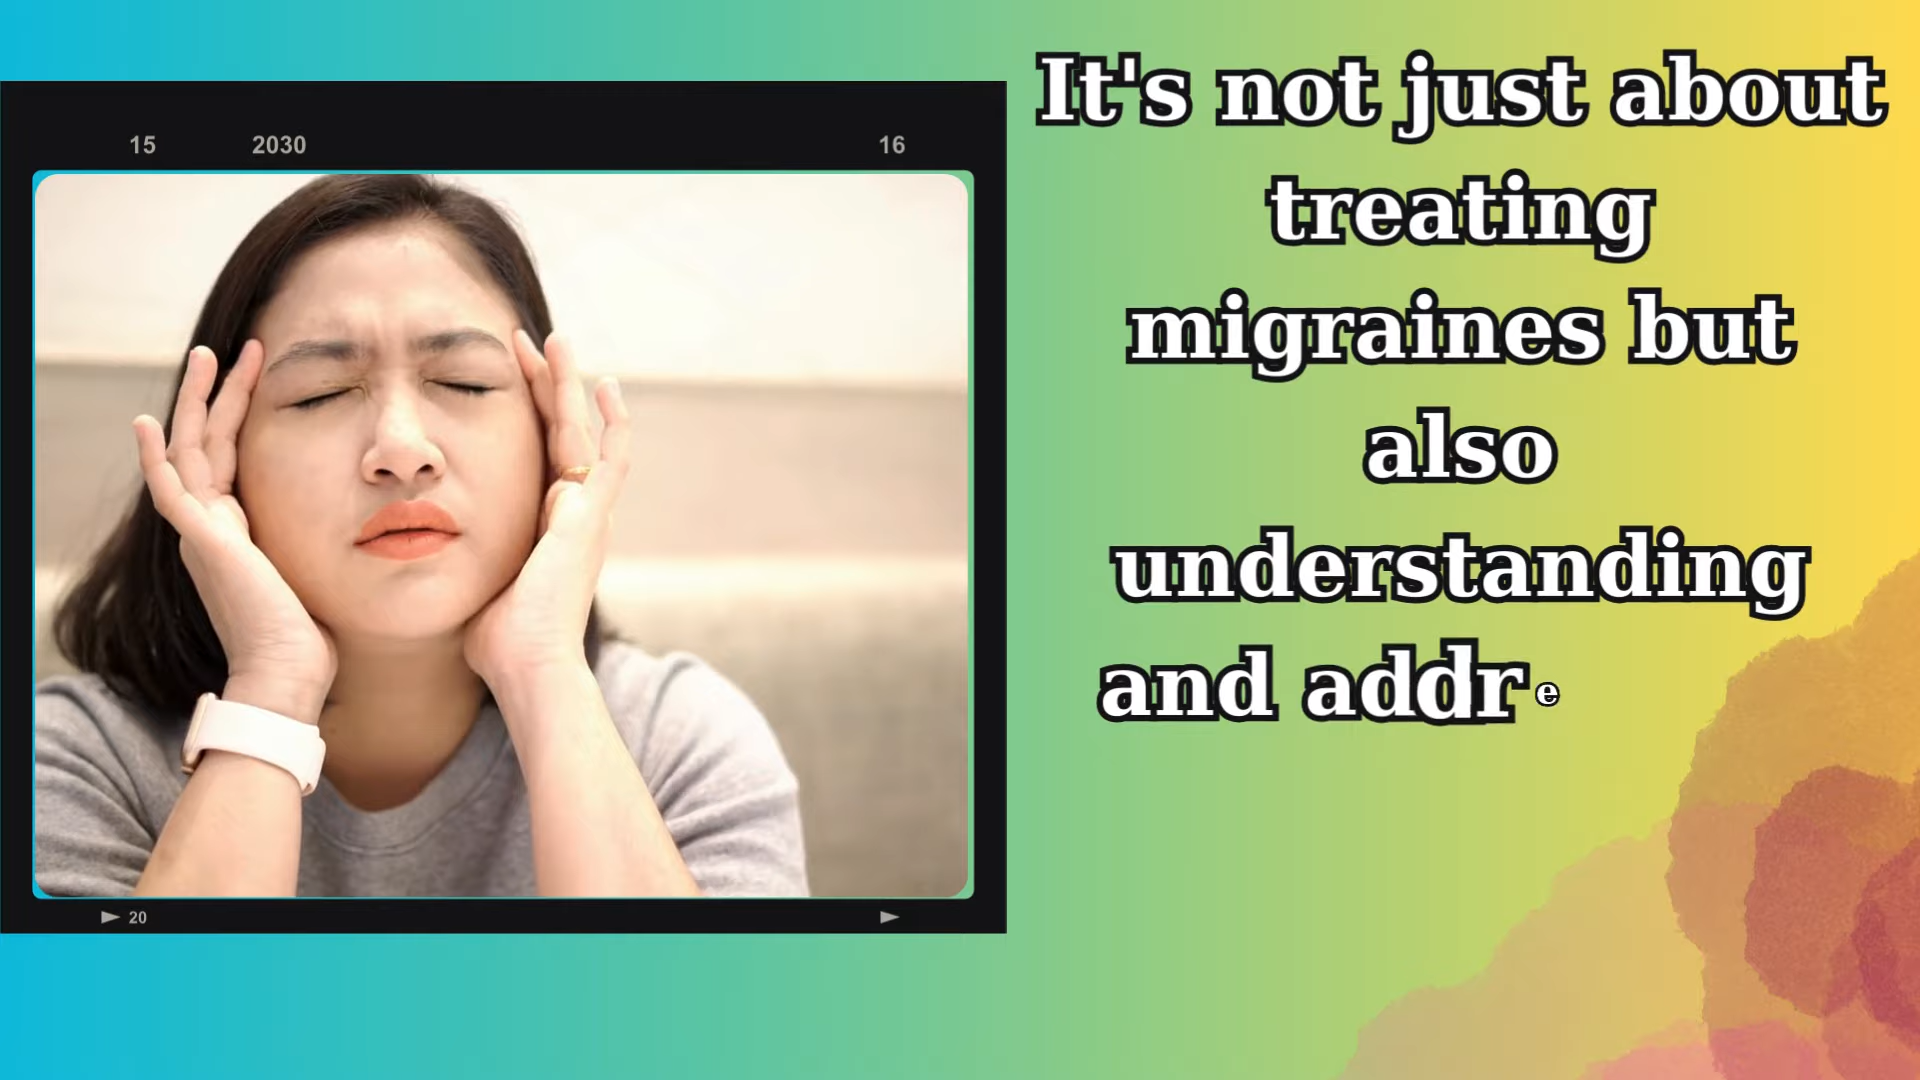 It's not just about
treating
migraines but
also
understanding
and addre
15 2030 16
20